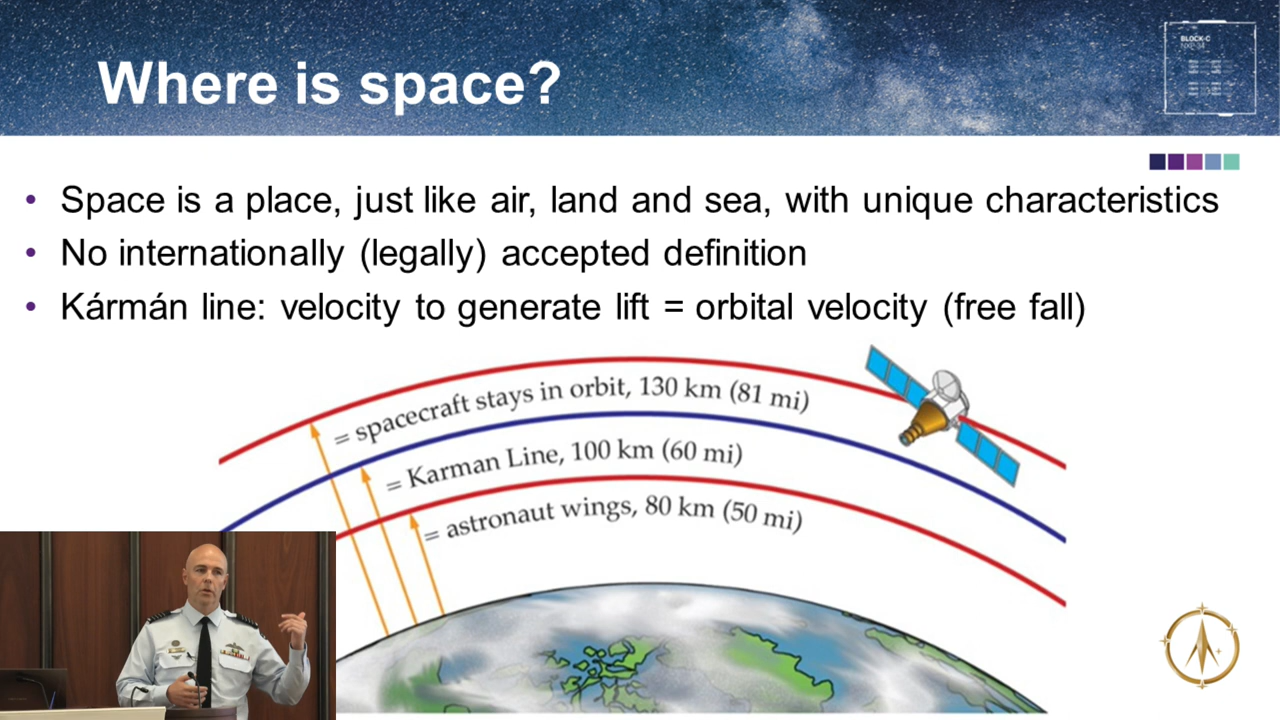 Where is space?
BLOCK-C
• Space is a place, just like air, land and sea, with unique characteristics
• No internationally (legally) accepted definition
• Kármán line: velocity to generate lift = orbital velocity (free fall)
= spacecraft stays in orbit, 130 km (81 mi)
= Karman Line, 100 km (60 mi)
= astronaut wings, 80 km (50 mi)